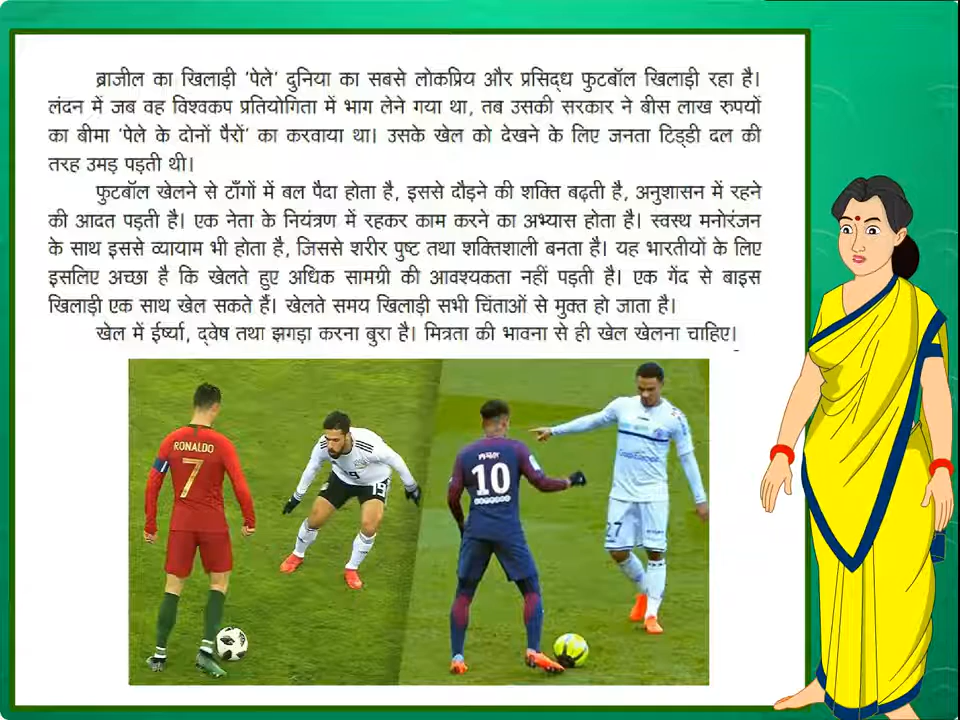 ब्राजील का खिलाड़ी ‘पेले’ दुनिया का सबसे लोकप्रिय और प्रसिद्ध फुटबॉल खिलाड़ी रहा है।
लंदन में जब वह विश्वकप प्रतियोगिता में भाग लेने गया था, तब उसकी सरकार ने बीस लाख रुपयों
का बीमा ‘पेले के दोनों पैरों’ का करवाया था। उसके खेल को देखने के लिए जनता टिड्डी दल की
तरह उमड़ पड़ती थी।
फुटबॉल खेलने से टाँगों में बल पैदा होता है, इससे दौड़ने की शक्ति बढ़ती है, अनुशासन में रहने
की आदत पड़ती है। एक नेता के नियंत्रण में रहकर काम करने का अभ्यास होता है। स्वस्थ मनोरंजन
के साथ इससे व्यायाम भी होता है, जिससे शरीर पुष्ट तथा शक्तिशाली बनता है। यह भारतीयों के लिए
इसलिए अच्छा है कि खेलते हुए अधिक सामग्री की आवश्यकता नहीं पड़ती है। एक गेंद से बाइस
खिलाड़ी एक साथ खेल सकते हैं। खेलते समय खिलाड़ी सभी चिंताओं से मुक्त हो जाता है।
खेल में ईर्ष्या, द्वेष तथा झगड़ा करना बुरा है। मित्रता की भावना से ही खेल खेलना चाहिए।
RONALDO
7
9
19
10
27